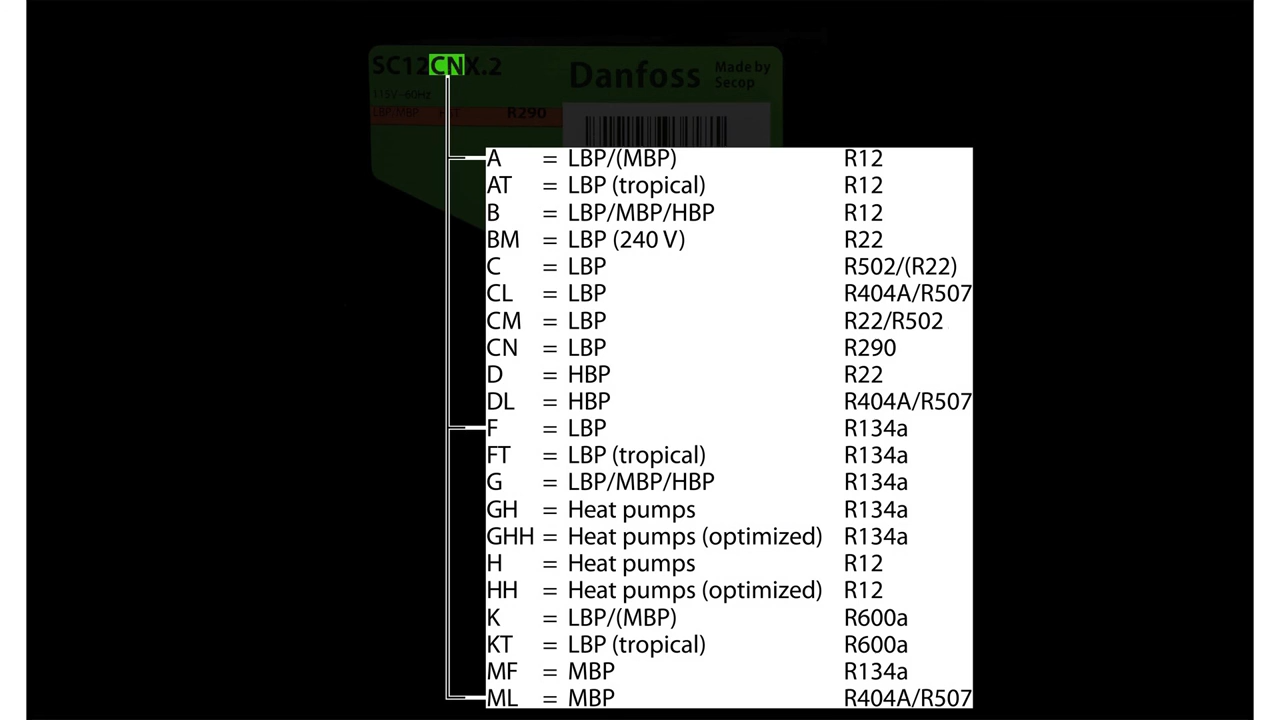 SC12CNX.2
Danfoss
Made by
Secop
115V~60Hz
LBP/MBP R290
A = LBP/(MBP) R12
AT = LBP (tropical) R12
B = LBP/MBP/HBP R12
BM = LBP (240 V) R22
C = LBP R502/(R22)
CL = LBP R404A/R507
CM = LBP R22/R502
CN = LBP R290
D = HBP R22
DL = HBP R404A/R507
F = LBP R134a
FT = LBP (tropical) R134a
G = LBP/MBP/HBP R134a
GH = Heat pumps R134a
GHH = Heat pumps (optimized) R134a
H = Heat pumps R12
HH = Heat pumps (optimized) R12
K = LBP/(MBP) R600a
KT = LBP (tropical) R600a
MF = MBP R134a
ML = MBP R404A/R507